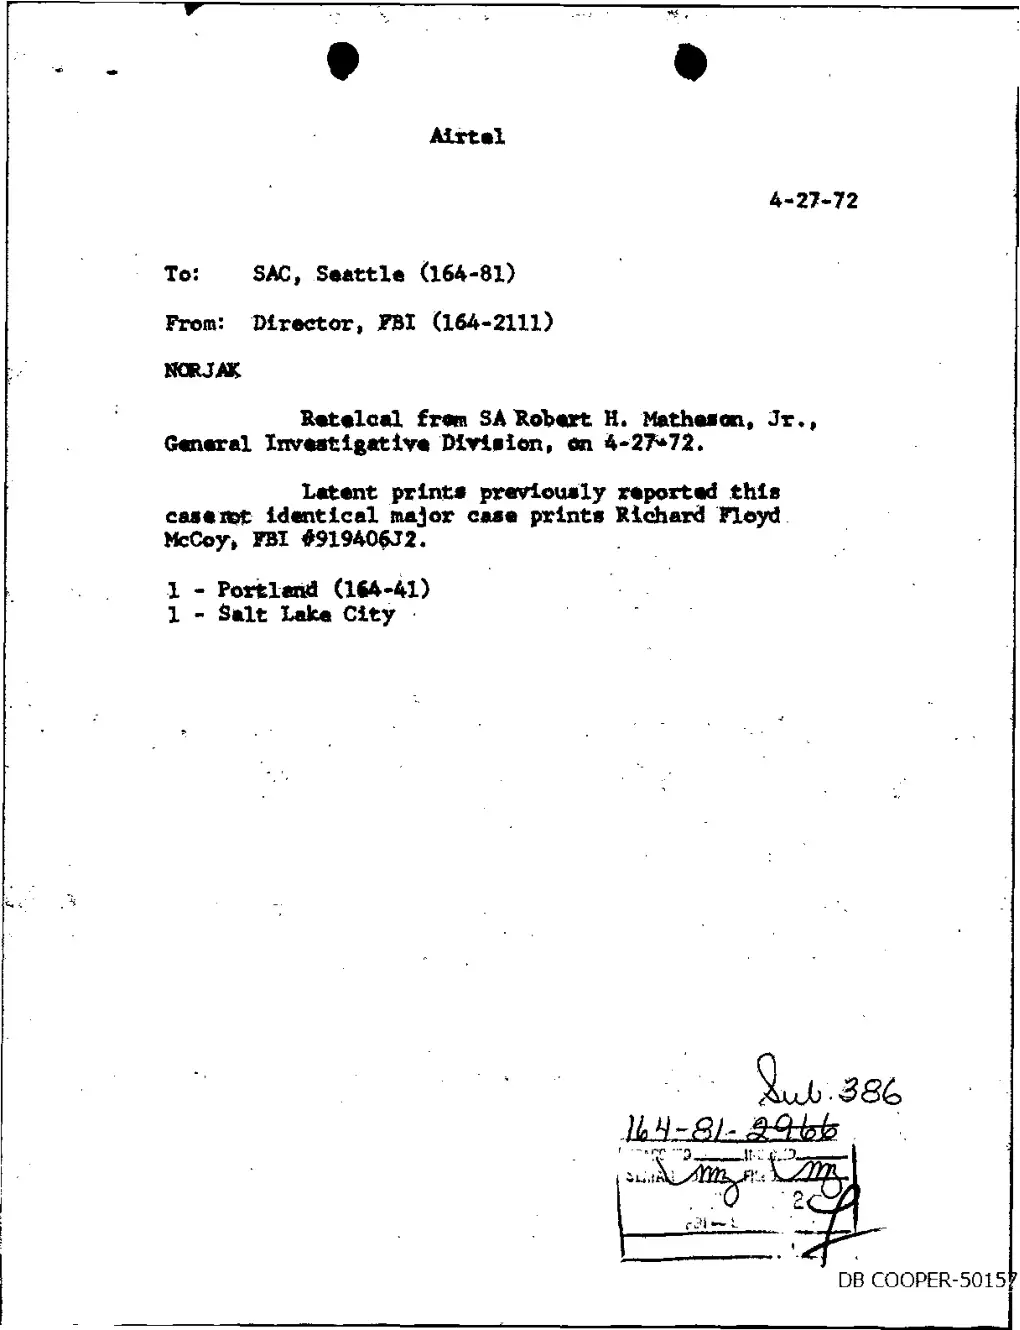 Airtel
4-27-72
To: SAC, Seattle (164-81)
From: Director, FBI (164-2111)
NORJAK
Retelcal from SA Robert H. Matheson, Jr.,
General Investigative Division, on 4-27-72.
Latent prints previously reported this
case not identical major case prints Richard Floyd
McCoy, FBI #919406J2.
1 - Portland (164-41)
1 - Salt Lake City
Sub. 386
164-81-2966
DB COOPER-50157